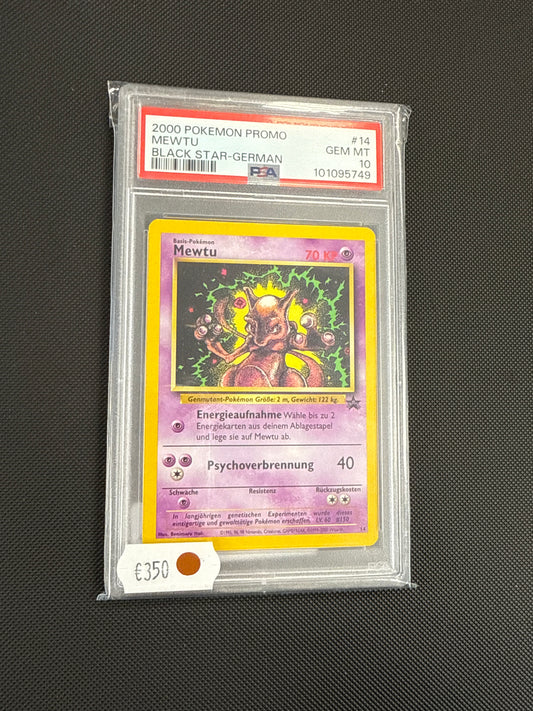 2000 POKEMON PROMO #14
MEWTU GEM MT
BLACK STAR-GERMAN 10
PSA 101095749
Basis-Pokémon
Mewtu 70 KP
Genmutant-Pokémon Größe: 2 m, Gewicht: 122 kg.
Energieaufnahme Wähle bis zu 2
Energiekarten aus deinem Ablagestapel
und lege sie auf Mewtu ab.
Psychoverbrennung 40
Schwäche Resistenz Rückzugskosten
In langjährigen genetischen Experimenten wurde dieses
einzigartige und gewalttätige Pokémon erschaffen. LV. 60 #150
Illus.
14
€350